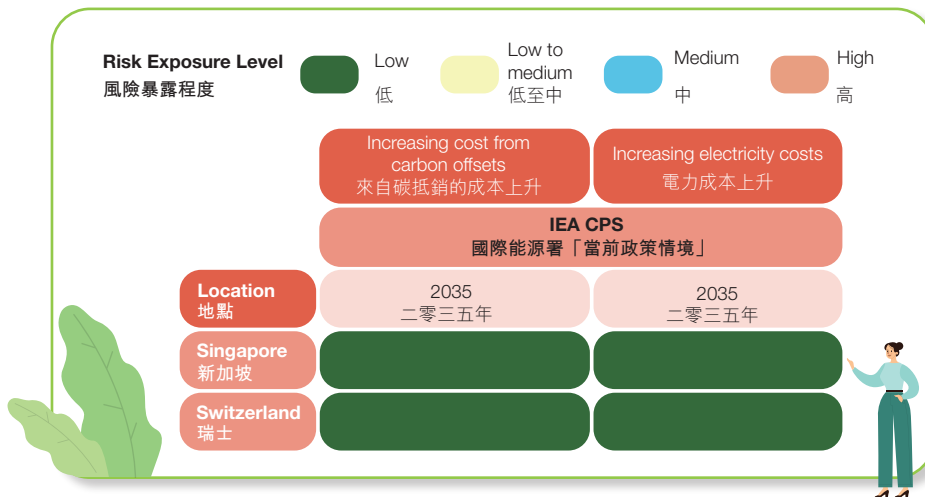 Risk Exposure Level
風險暴露程度
Low
低
Low to
medium
低至中
Medium
中
High
高
Increasing cost from
carbon offsets
來自碳抵銷的成本上升
Increasing electricity costs
電力成本上升
IEA CPS
國際能源署「當前政策情境」
Location
地點
2035
二零三五年
2035
二零三五年
Singapore
新加坡
Switzerland
瑞士